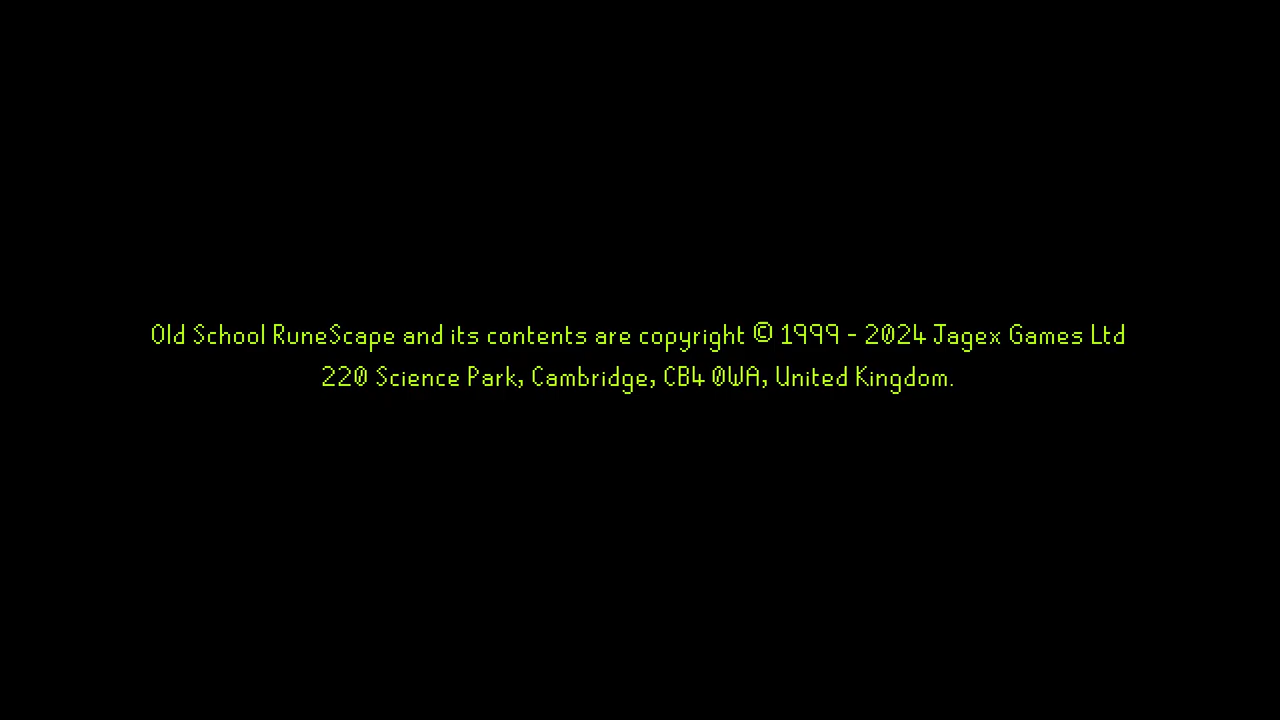 Old School RuneScape and its contents are copyright © 1999 - 2024 Jagex Games Ltd
220 Science Park, Cambridge, CB4 0WA, United Kingdom.